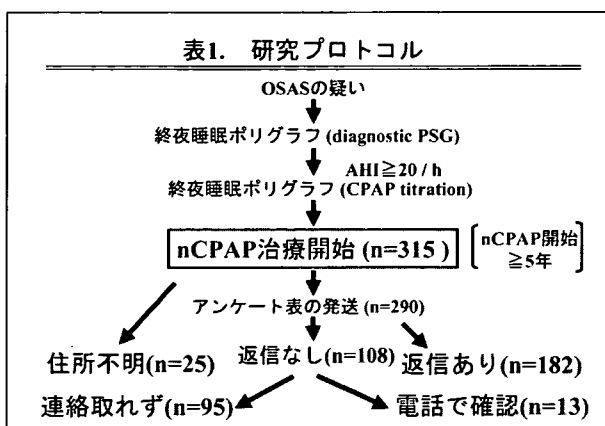 表1. 研究プロトコル
OSASの疑い
終夜睡眠ポリグラフ (diagnostic PSG)
AHI≧20 / h
終夜睡眠ポリグラフ (CPAP titration)
nCPAP治療開始 (n=315 )
nCPAP開始
≧5年
アンケート表の発送 (n=290)
住所不明(n=25)
返信なし(n=108)
返信あり(n=182)
連絡取れず(n=95)
電話で確認(n=13)